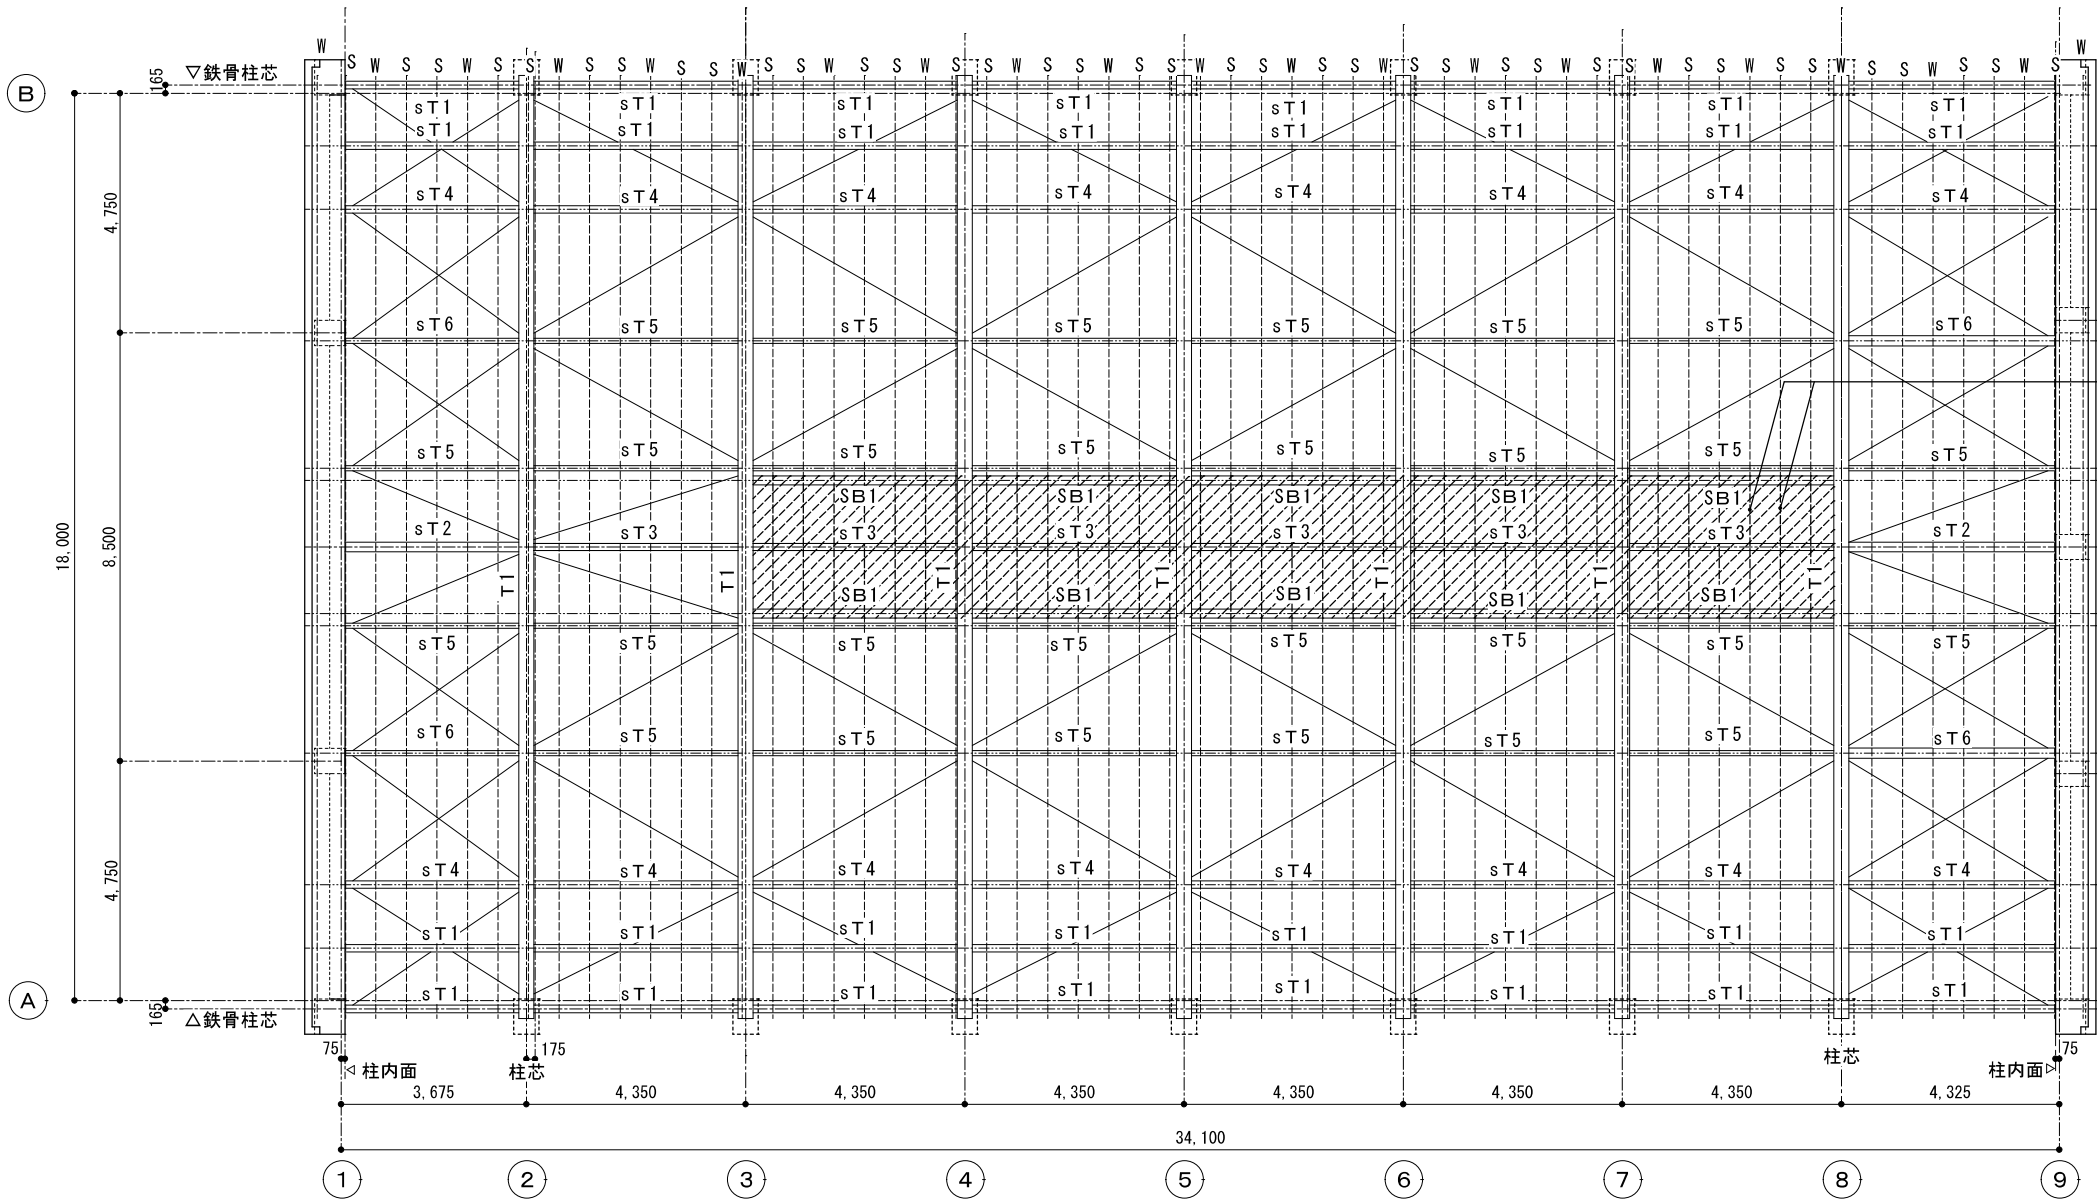 W S W S S W S S W S S W S S W S S W S S W S S W S S W S S W S S W S S W S S W S S W S S W S S W S S W S S W S S W S W
▽鉄骨柱芯
165
B
sT1 sT1 sT1 sT1 sT1 sT1 sT1
sT1 sT1 sT1 sT1 sT1 sT1 sT1 sT1
sT4 sT4 sT4 sT4 sT4 sT4 sT4 sT4
4,750
sT6 sT5 sT5 sT5 sT5 sT5 sT5 sT6
sT5 sT5 sT5 sT5 sT5 sT5 sT5 sT5
SB1 SB1 SB1 SB1 SB1
18,000
8,500
sT2 sT3 sT3 sT3 sT3 sT3 sT3 sT2
T1 T1 T1 T1 T1 T1 T1
SB1 SB1 SB1 SB1 SB1
sT5 sT5 sT5 sT5 sT5 sT5 sT5 sT5
sT6 sT5 sT5 sT5 sT5 sT5 sT5 sT6
4,750
sT4 sT4 sT4 sT4 sT4 sT4 sT4 sT4
sT1 sT1 sT1 sT1 sT1 sT1 sT1 sT1
sT1 sT1 sT1 sT1 sT1 sT1 sT1 sT1
A
165
△鉄骨柱芯
75 175 75
◁ 柱内面 柱芯 柱芯 柱内面▷
3,675 4,350 4,350 4,350 4,350 4,350 4,350 4,325
34,100
1 2 3 4 5 6 7 8 9